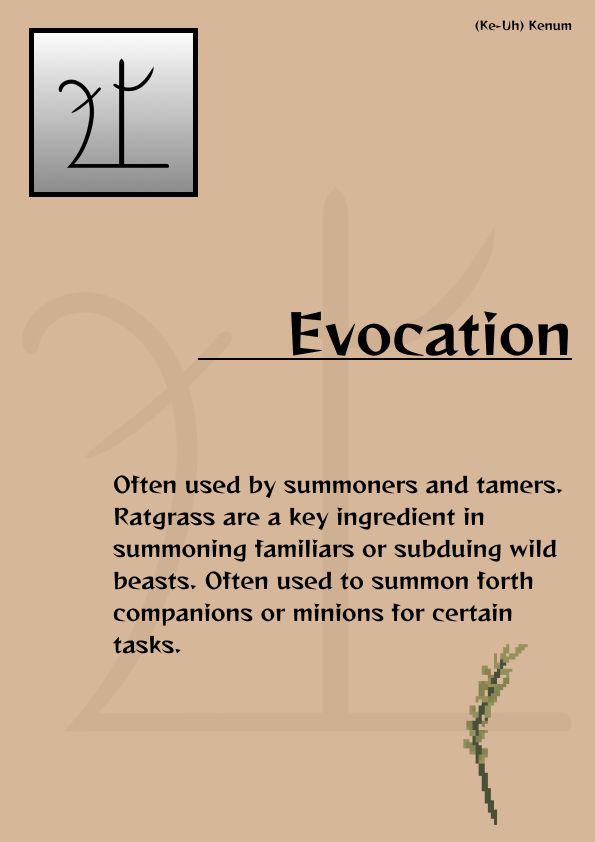 (Ke-Uh) Kenum
Evocation
Often used by summoners and tamers.
Ratgrass are a key ingredient in
summoning familiars or subduing wild
beasts. Often used to summon forth
companions or minions for certain
tasks.